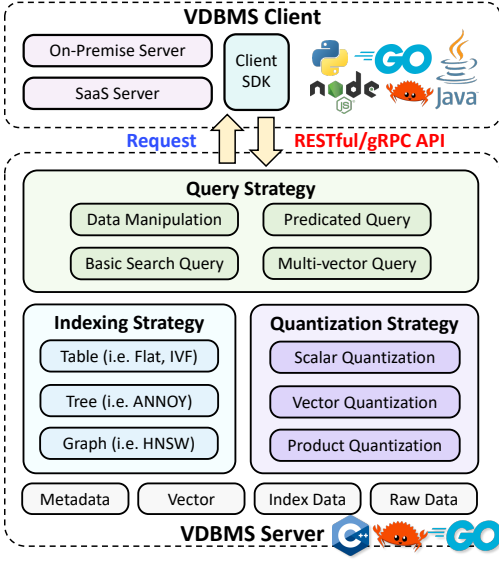 VDBMS Client
On-Premise Server
SaaS Server
Client
SDK
GO
node
JS
Java
Request
RESTful/gRPC API
Query Strategy
Data Manipulation
Predicated Query
Basic Search Query
Multi-vector Query
Indexing Strategy
Table (i.e. Flat, IVF)
Tree (i.e. ANNOY)
Graph (i.e. HNSW)
Quantization Strategy
Scalar Quantization
Vector Quantization
Product Quantization
Metadata
Vector
Index Data
Raw Data
VDBMS Server
C++
GO